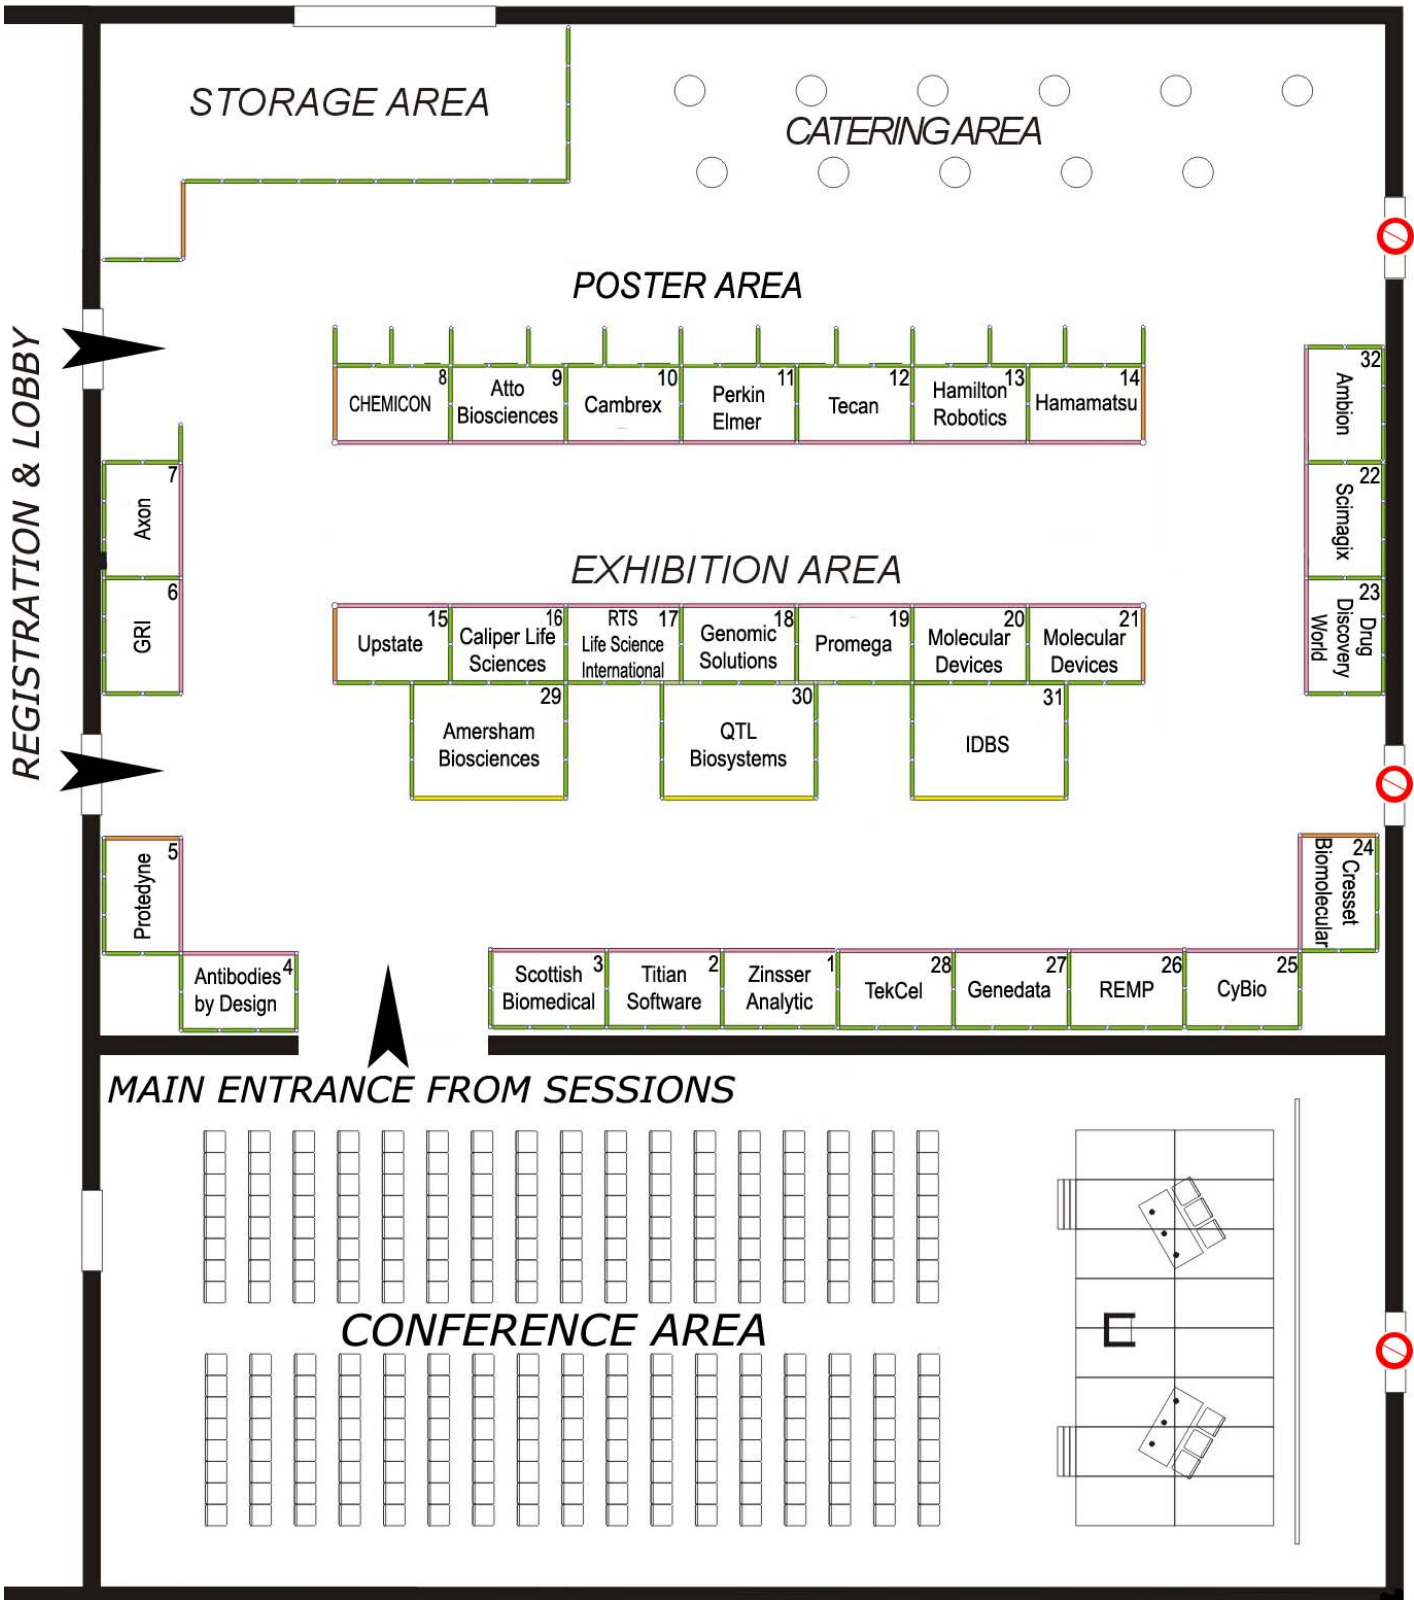 STORAGE AREA
CATERING AREA
POSTER AREA
REGISTRATION & LOBBY
8
CHEMICON
9
Atto
Biosciences
10
Cambrex
11
Perkin
Elmer
12
Tecan
13
Hamilton
Robotics
14
Hamamatsu
32
Ambion
22
Scimagix
23
Drug
Discovery
World
7
Axon
6
GRI
EXHIBITION AREA
15
Upstate
16
Caliper Life
Sciences
17
RTS
Life Science
International
18
Genomic
Solutions
19
Promega
20
Molecular
Devices
21
Molecular
Devices
29
Amersham
Biosciences
30
QTL
Biosystems
31
IDBS
5
Protedyne
4
Antibodies
by Design
3
Scottish
Biomedical
2
Titian
Software
1
Zinsser
Analytic
28
TekCel
27
Genedata
26
REMP
25
CyBio
24
Cresset
Biomolecular
MAIN ENTRANCE FROM SESSIONS
CONFERENCE AREA